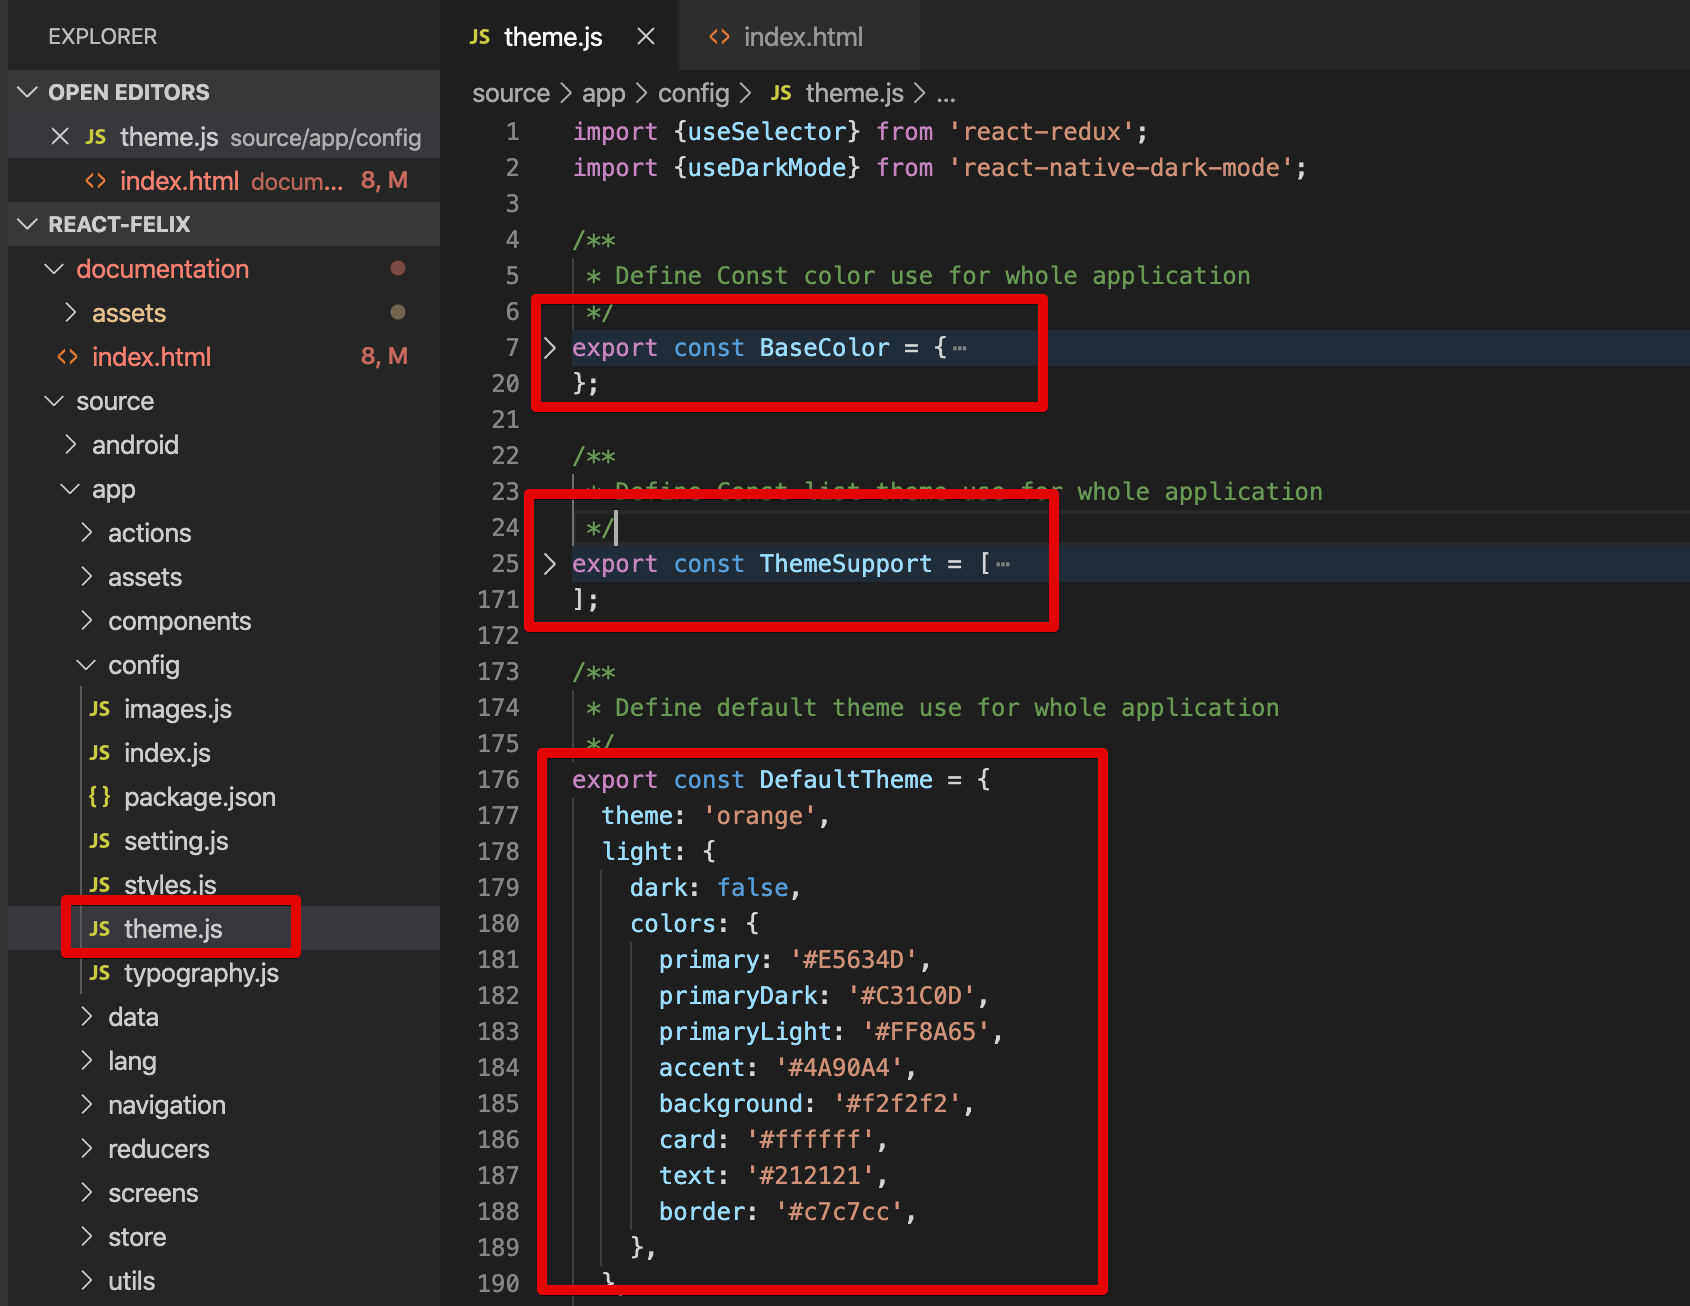 EXPLORER
OPEN EDITORS
JS theme.js source/app/config
<> index.html docum... 8, M
REACT-FELIX
documentation
assets
<> index.html 8, M
source
android
app
actions
assets
components
config
JS images.js
JS index.js
{} package.json
JS setting.js
JS styles.js
JS theme.js
JS typography.js
data
lang
navigation
reducers
screens
store
utils
JS theme.js
<> index.html
source > app > config > JS theme.js > ...
1 import {useSelector} from 'react-redux';
2 import {useDarkMode} from 'react-native-dark-mode';
3
4 /**
5 * Define Const color use for whole application
6 */
7 export const BaseColor = {⋯
20 };
21
22 /**
23 * Define Const list theme use for whole application
24 */
25 export const ThemeSupport = [⋯
171 ];
172
173 /**
174 * Define default theme use for whole application
175 */
176 export const DefaultTheme = {
177 theme: 'orange',
178 light: {
179 dark: false,
180 colors: {
181 primary: '#E5634D',
182 primaryDark: '#C31C0D',
183 primaryLight: '#FF8A65',
184 accent: '#4A90A4',
185 background: '#f2f2f2',
186 card: '#ffffff',
187 text: '#212121',
188 border: '#c7c7cc',
189 },
190 },